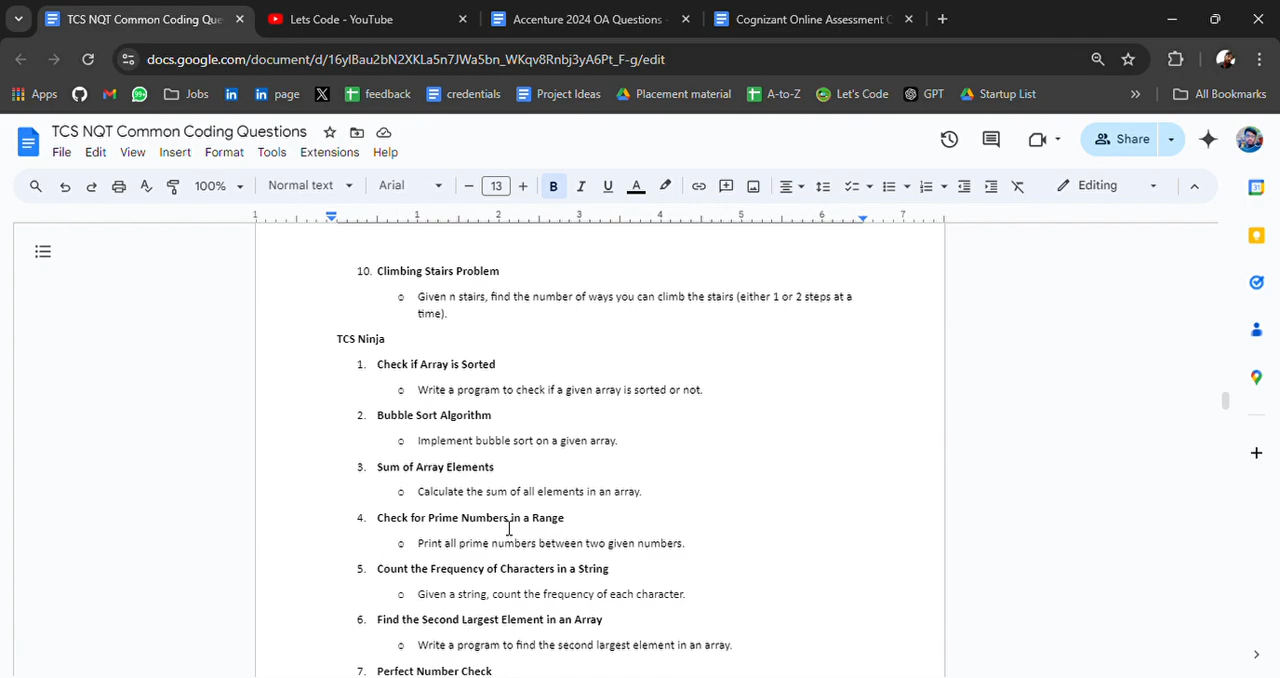 TCS NQT Common Coding Que
Lets Code - YouTube
Accenture 2024 OA Questions -
Cognizant Online Assessment C
docs.google.com/document/d/16ylBau2bN2XKLa5n7JWa5bn_WKqv8Rnbj3yA6Pt_F-g/edit
Apps
99+
Jobs
page
feedback
credentials
Project Ideas
Placement material
A-to-Z
Let's Code
GPT
Startup List
All Bookmarks
TCS NQT Common Coding Questions
File Edit View Insert Format Tools Extensions Help
Share
100% Normal text Arial 13 B I U A Editing
1 1 2 3 4 5 6 7
10. Climbing Stairs Problem
○ Given n stairs, find the number of ways you can climb the stairs (either 1 or 2 steps at a
time).
TCS Ninja
1. Check if Array is Sorted
○ Write a program to check if a given array is sorted or not.
2. Bubble Sort Algorithm
○ Implement bubble sort on a given array.
3. Sum of Array Elements
○ Calculate the sum of all elements in an array.
4. Check for Prime Numbers in a Range
○ Print all prime numbers between two given numbers.
5. Count the Frequency of Characters in a String
○ Given a string, count the frequency of each character.
6. Find the Second Largest Element in an Array
○ Write a program to find the second largest element in an array.
7. Perfect Number Check